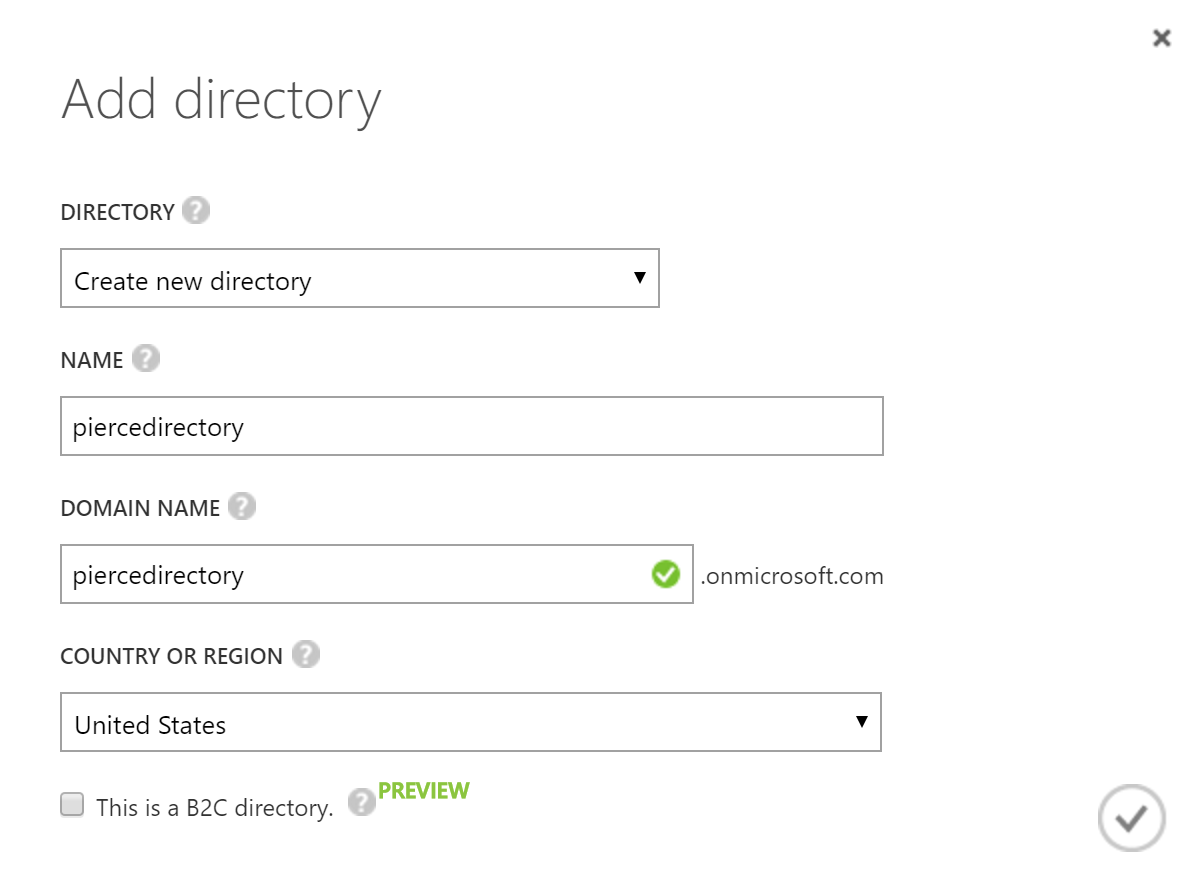 Add directory
DIRECTORY ?
Create new directory
NAME ?
piercedirectory
DOMAIN NAME ?
piercedirectory .onmicrosoft.com
COUNTRY OR REGION ?
United States
This is a B2C directory. ? PREVIEW